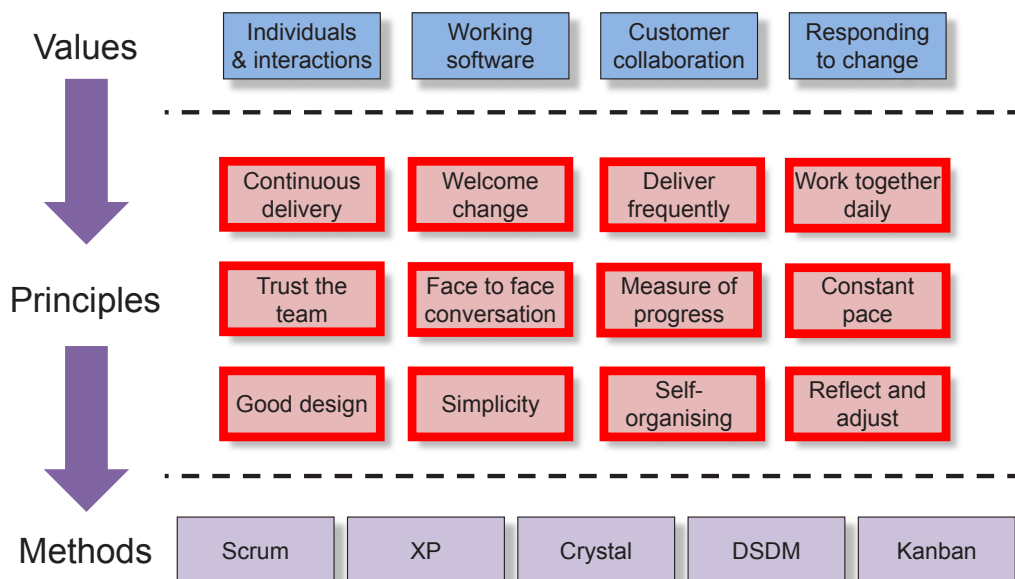 Values
Individuals
& interactions
Working
software
Customer
collaboration
Responding
to change
Principles
Continuous
delivery
Welcome
change
Deliver
frequently
Work together
daily
Trust the
team
Face to face
conversation
Measure of
progress
Constant
pace
Good design
Simplicity
Self-
organising
Reflect and
adjust
Methods
Scrum
XP
Crystal
DSDM
Kanban